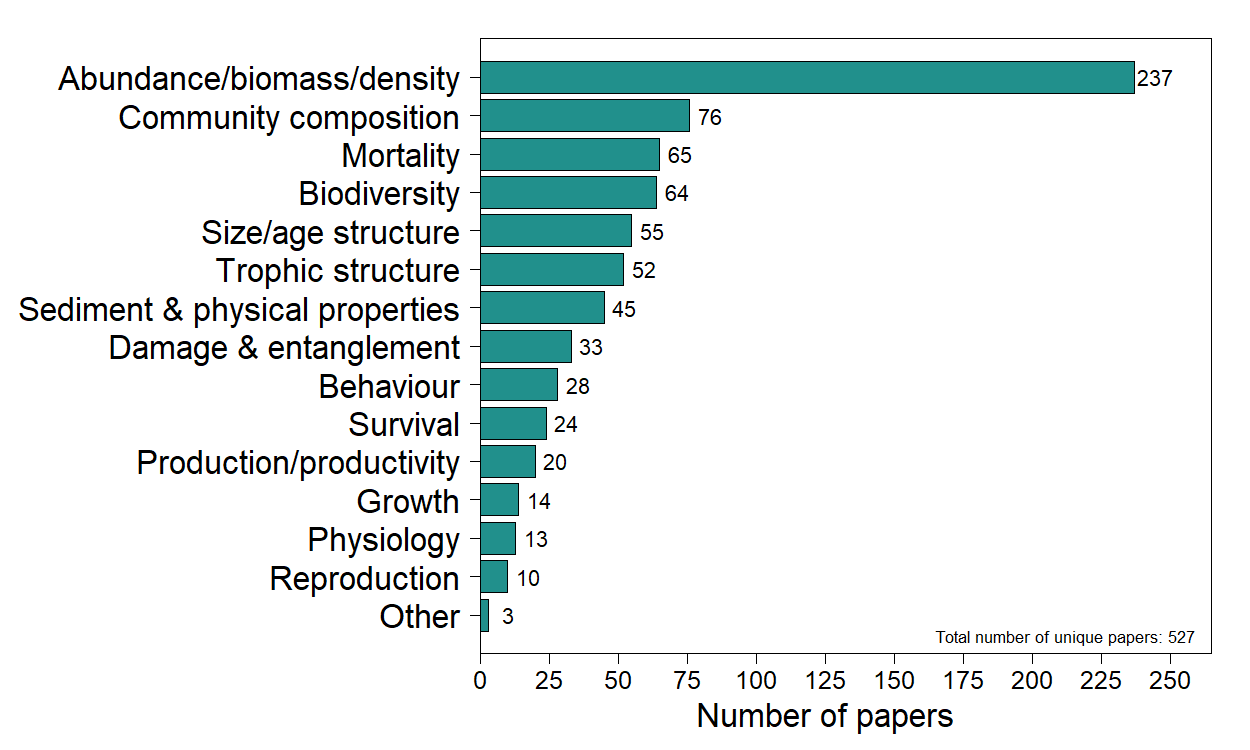 Abundance/biomass/density 237
Community composition 76
Mortality 65
Biodiversity 64
Size/age structure 55
Trophic structure 52
Sediment & physical properties 45
Damage & entanglement 33
Behaviour 28
Survival 24
Production/productivity 20
Growth 14
Physiology 13
Reproduction 10
Other 3
Total number of unique papers: 527
0 25 50 75 100 125 150 175 200 225 250
Number of papers